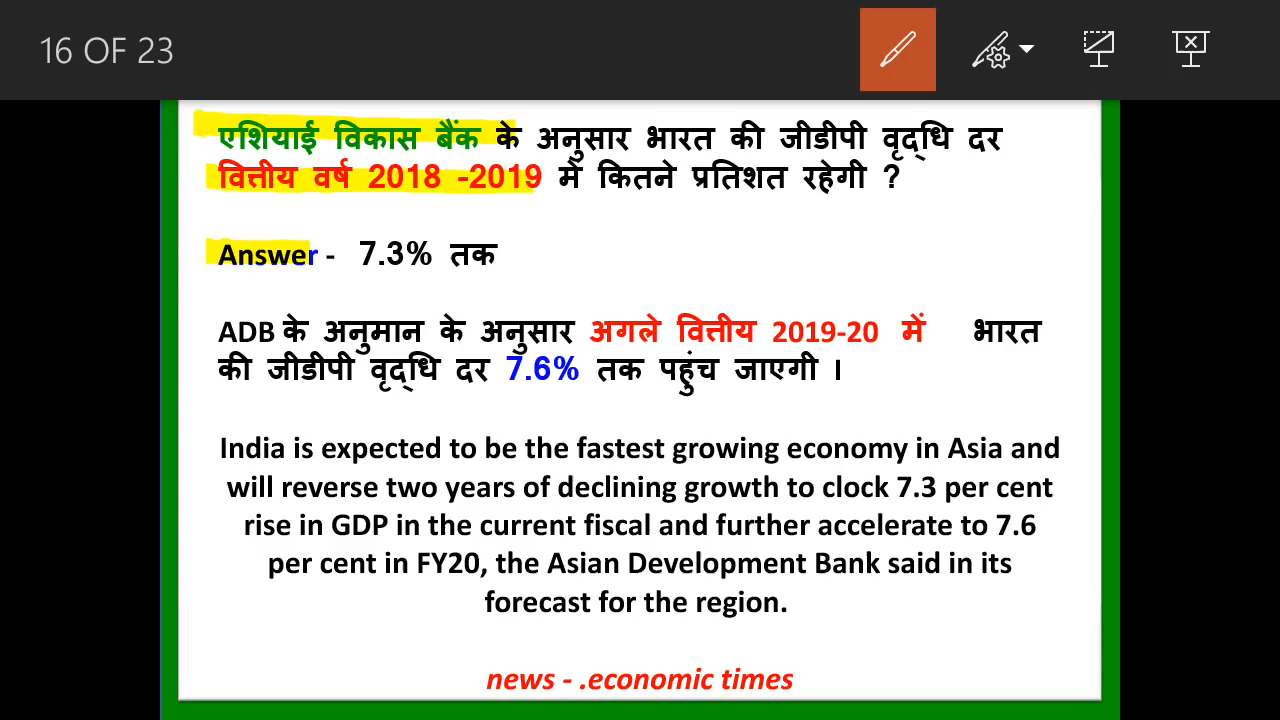 16 OF 23
एशियाई विकास बैंक के अनुसार भारत की जीडीपी वृद्धि दर
वित्तीय वर्ष 2018 -2019 में कितने प्रतिशत रहेगी ?
Answer - 7.3% तक
ADB के अनुमान के अनुसार अगले वित्तीय 2019-20 में भारत
की जीडीपी वृद्धि दर 7.6% तक पहुंच जाएगी ।
India is expected to be the fastest growing economy in Asia and
will reverse two years of declining growth to clock 7.3 per cent
rise in GDP in the current fiscal and further accelerate to 7.6
per cent in FY20, the Asian Development Bank said in its
forecast for the region.
news - .economic times